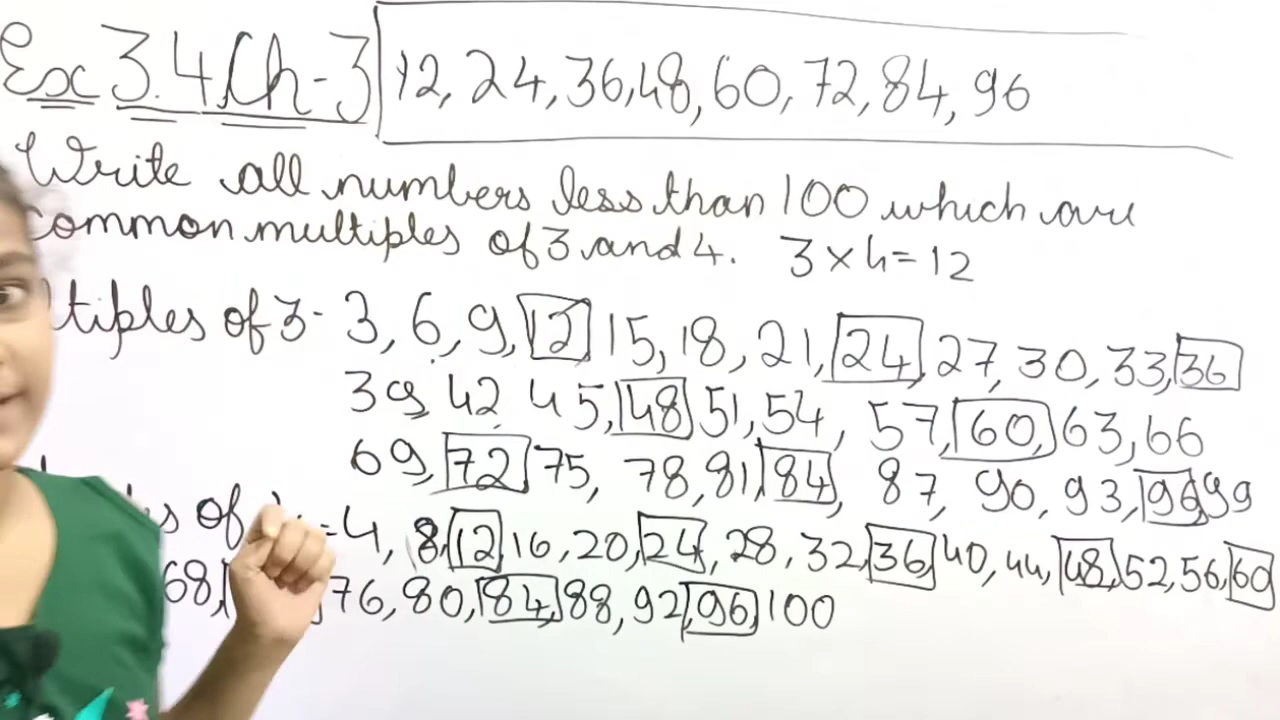 Ex 3.4, Ch-3 12, 24, 36, 48, 60, 72, 84, 96
Write all numbers less than 100 which are
common multiples of 3 and 4. 3 × 4 = 12
tiples of 3- 3, 6, 9, 12 15, 18, 21, 24, 27, 30, 33, 36
39, 42, 45, 48 51, 54, 57, 60, 63, 66
69, 72 75, 78, 81, 84, 87, 90, 93, 96 99
s of = 4, 8, 12, 16, 20, 24, 28, 32, 36, 40, 44, 48, 52, 56, 60
68, 76, 80, 84, 88, 92, 96, 100